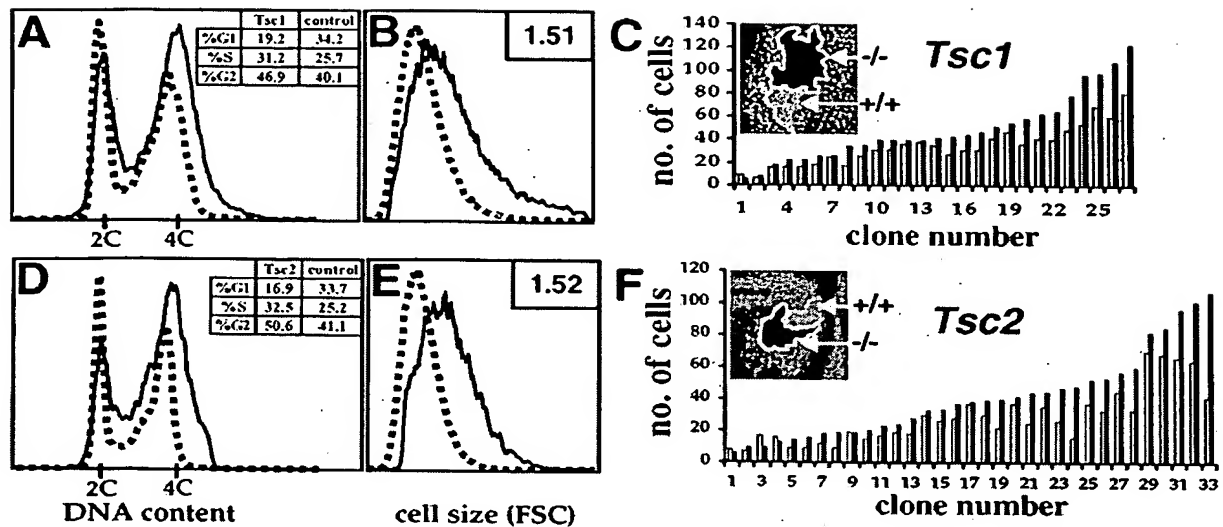 A
Tsc1 control
%G1 19.2 34.2
%S 31.2 25.7
%G2 46.9 40.1
2C 4C
B
1.51
C
Tsc1
-/-
+/+
no. of cells
140
120
100
80
60
40
20
0
1 4 7 10 13 16 19 22 25
clone number
D
Tsc2 control
%G1 16.9 33.7
%S 32.5 25.2
%G2 50.6 41.1
2C 4C
DNA content
E
1.52
cell size (FSC)
F
Tsc2
+/+
-/-
no. of cells
120
100
80
60
40
20
0
1 3 5 7 9 11 13 15 17 19 21 23 25 27 29 31 33
clone number